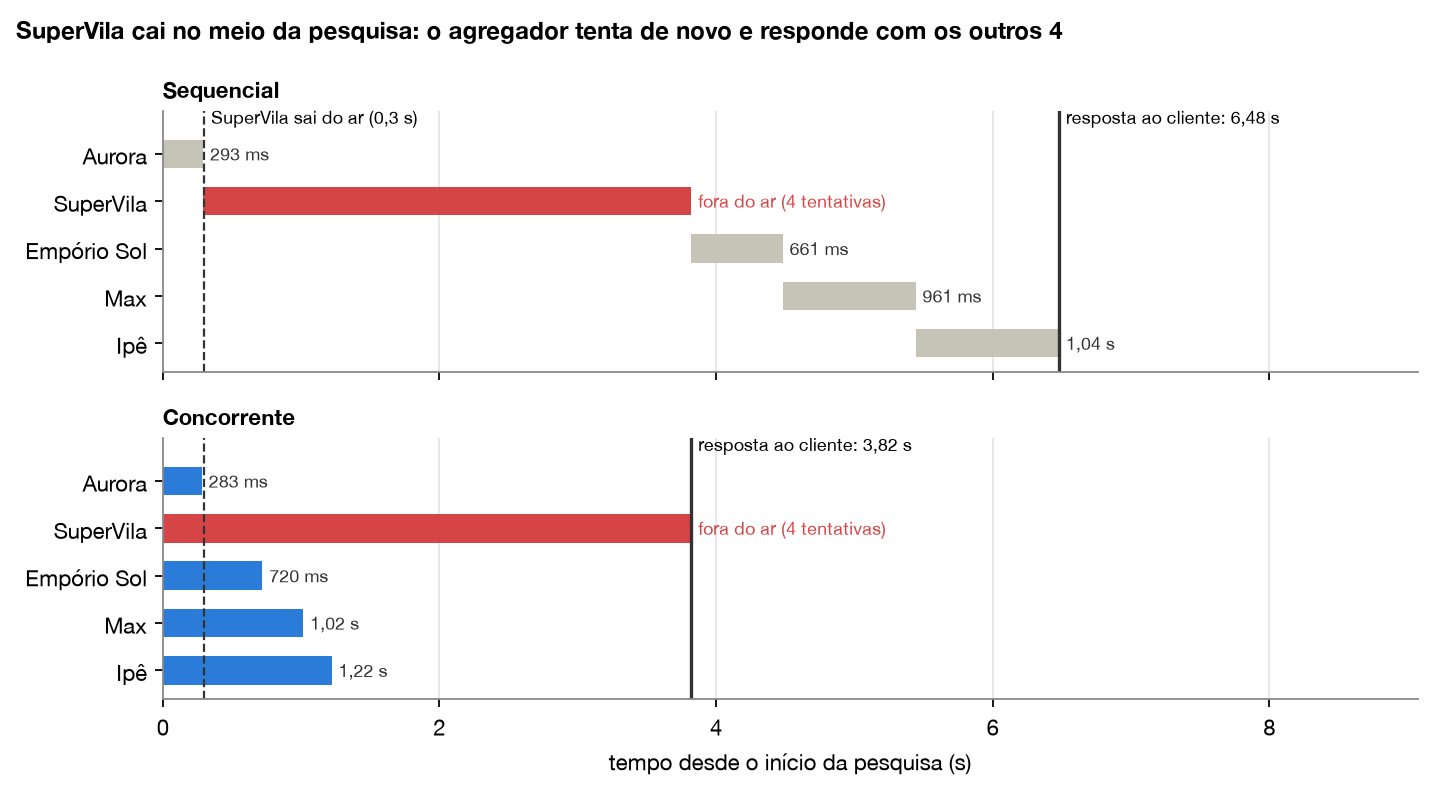 SuperVila cai no meio da pesquisa: o agregador tenta de novo e responde com os outros 4
Sequencial
SuperVila sai do ar (0,3 s)
resposta ao cliente: 6,48 s
Aurora
293 ms
SuperVila
fora do ar (4 tentativas)
Empório Sol
661 ms
Max
961 ms
Ipê
1,04 s
Concorrente
resposta ao cliente: 3,82 s
Aurora
283 ms
SuperVila
fora do ar (4 tentativas)
Empório Sol
720 ms
Max
1,02 s
Ipê
1,22 s
0
2
4
6
8
tempo desde o início da pesquisa (s)